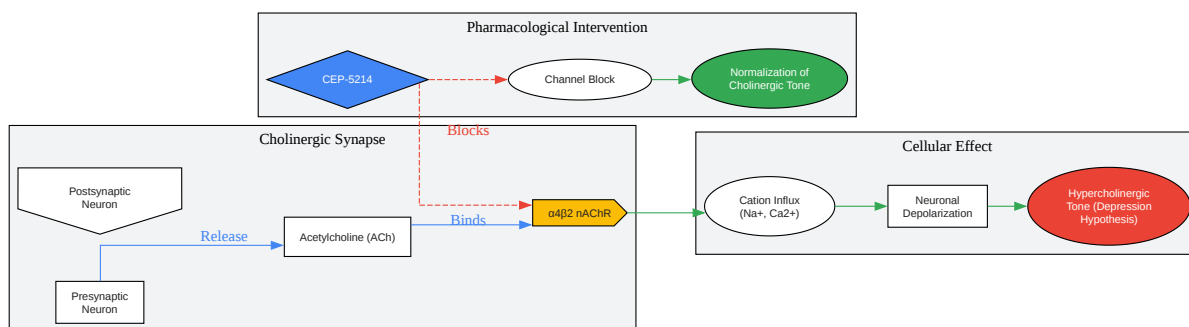 Pharmacological Intervention
CEP-5214
Channel Block
Normalization of
Cholinergic Tone
Blocks
Cholinergic Synapse
Postsynaptic
Neuron
Release
Acetylcholine (ACh)
Binds
α4β2 nAChR
Presynaptic
Neuron
Cellular Effect
Cation Influx
(Na+, Ca2+)
Neuronal
Depolarization
Hypercholinergic
Tone (Depression
Hypothesis)